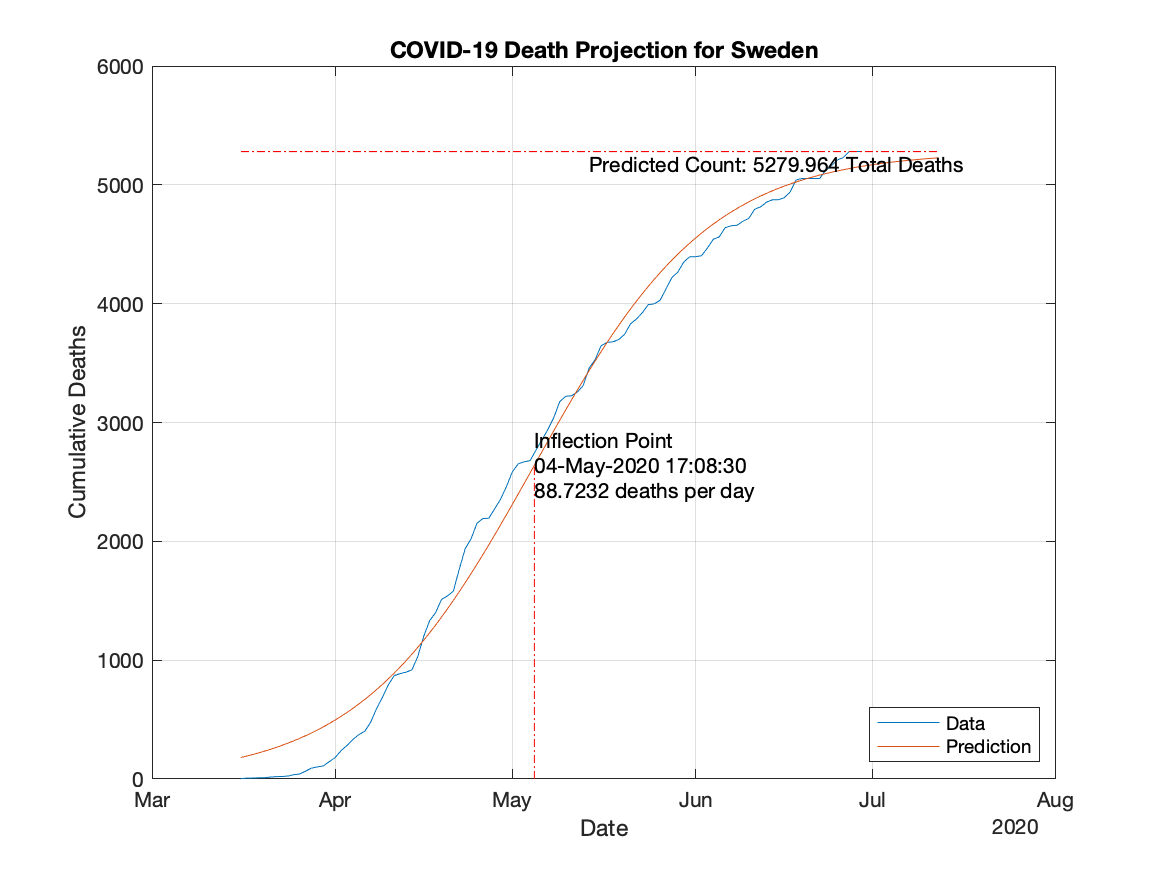 COVID-19 Death Projection for Sweden
6000
5000
4000
3000
2000
1000
0
Cumulative Deaths
Predicted Count: 5279.964 Total Deaths
Inflection Point
04-May-2020 17:08:30
88.7232 deaths per day
Data
Prediction
Mar Apr May Jun Jul Aug
Date
2020